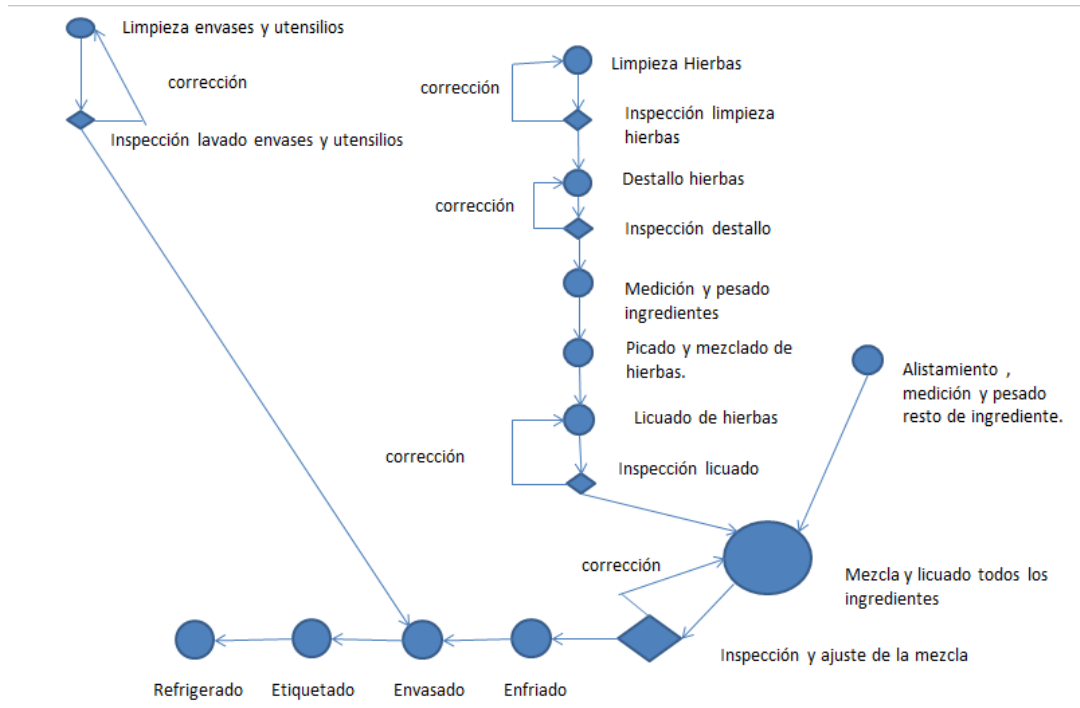 Limpieza envases y utensilios
corrección
Inspección lavado envases y utensilios
Limpieza Hierbas
corrección
Inspección limpieza
hierbas
Destallo hierbas
corrección
Inspección destallo
Medición y pesado
ingredientes
Picado y mezclado de
hierbas.
Alistamiento ,
medición y pesado
resto de ingrediente.
Licuado de hierbas
corrección
Inspección licuado
corrección
Mezcla y licuado todos los
ingredientes
Inspección y ajuste de la mezcla
Refrigerado
Etiquetado
Envasado
Enfriado